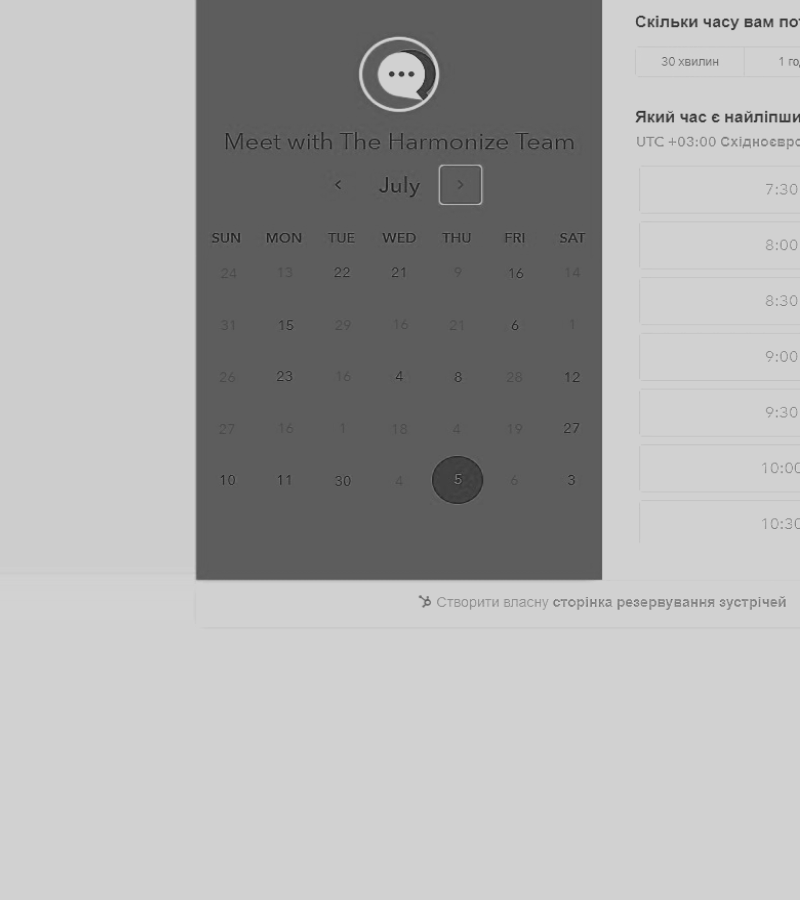 Meet with The Harmonize Team
July
SUN MON TUE WED THU FRI SAT
24 13 22 21 9 16 14
31 15 29 16 21 6 1
26 23 16 4 8 28 12
27 16 1 18 4 19 27
10 11 30 4 5 6 3
Скільки часу вам
30 хвилин 1
Який час є
UTC +03:00
7:30
8:00
8:30
9:00
9:30
10:00
10:30
Створити власну сторінка резервування зустрічей